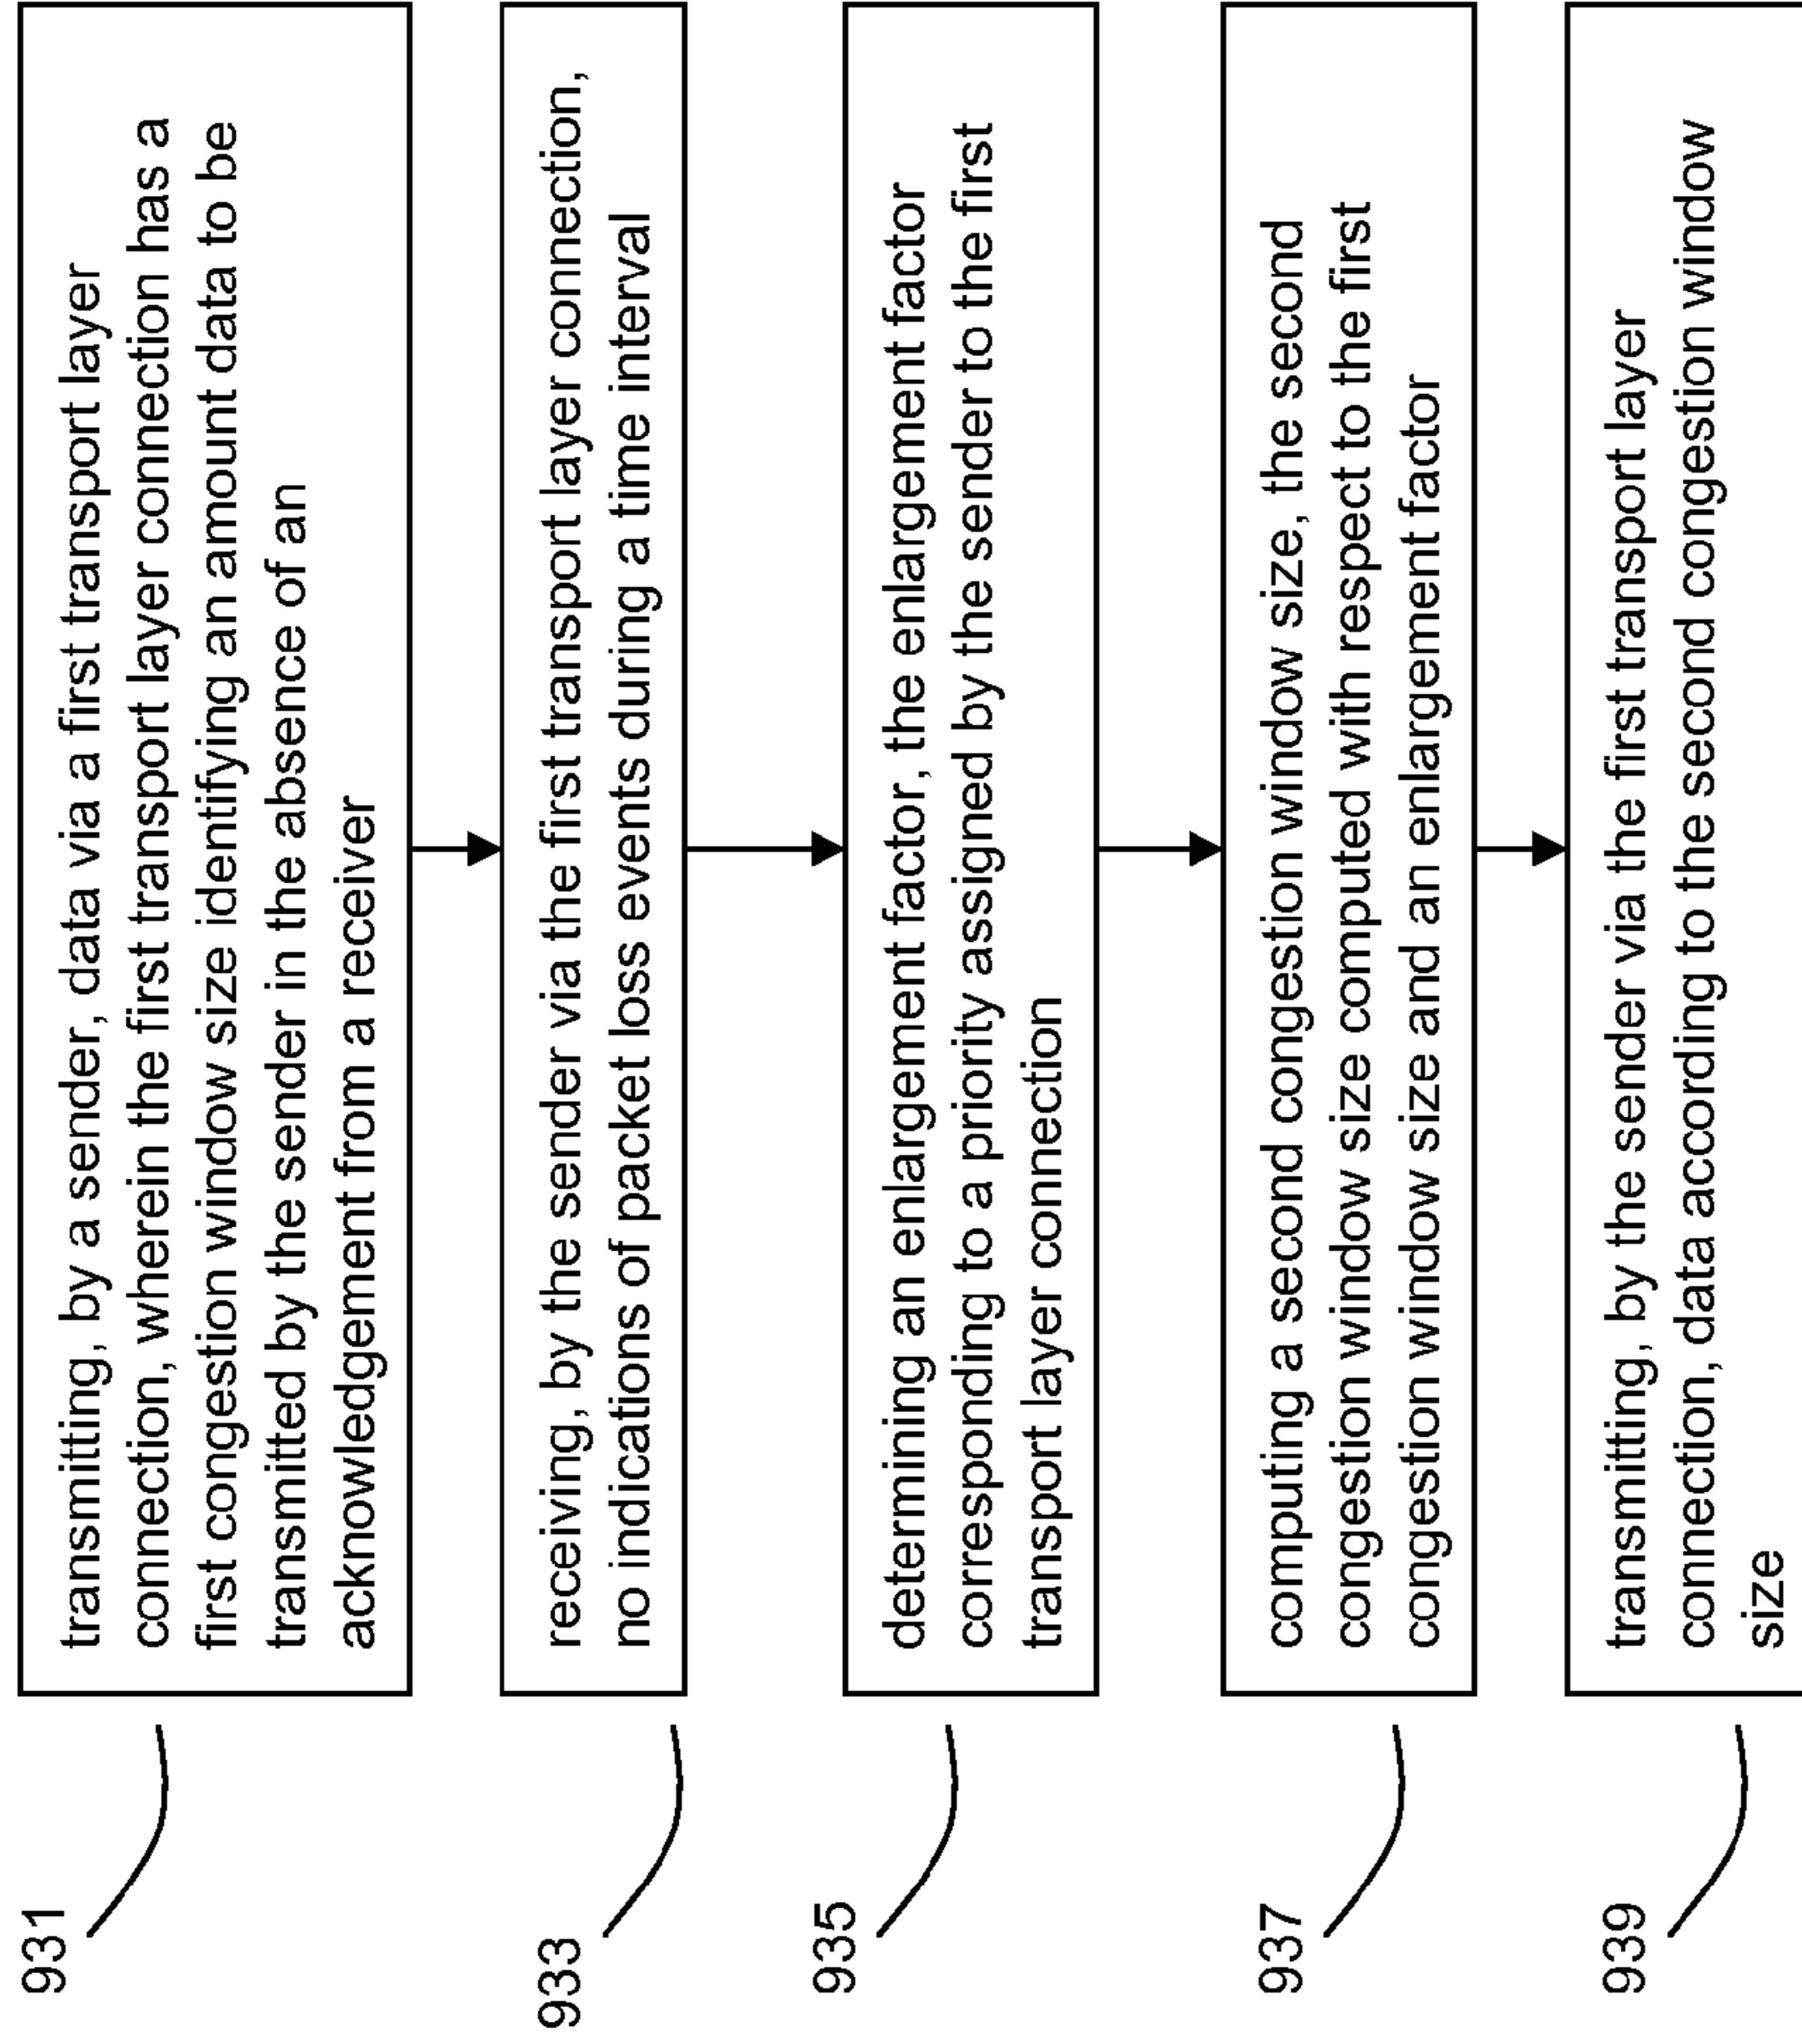 931
transmitting, by a sender, data via a first transport layer
connection, wherein the first transport layer connection has a
first congestion window size identifying an amount data to be
transmitted by the sender in the absence of an
acknowledgement from a receiver
933
receiving, by the sender via the first transport layer connection,
no indications of packet loss events during a time interval
935
determining an enlargement factor, the enlargement factor
corresponding to a priority assigned by the sender to the first
transport layer connection
937
computing a second congestion window size, the second
congestion window size computed with respect to the first
congestion window size and an enlargement factor
939
transmitting, by the sender via the first transport layer
connection, data according to the second congestion window
size